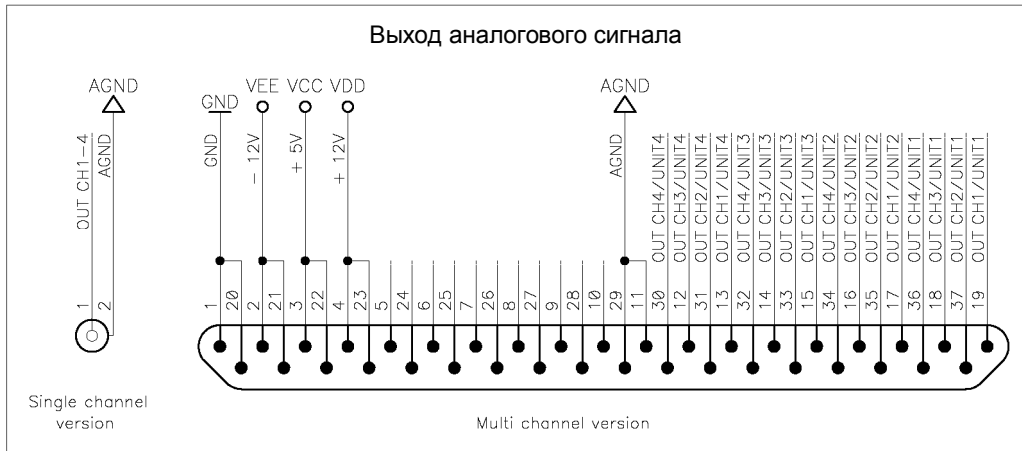 Выход аналогового сигнала
AGND
OUT CH1-4
AGND
1
2
Single channel
version
GND
VEE
VCC
VDD
AGND
GND
- 12V
+ 5V
+ 12V
AGND
OUT CH4/UNIT4
OUT CH3/UNIT4
OUT CH2/UNIT4
OUT CH1/UNIT4
OUT CH4/UNIT3
OUT CH3/UNIT3
OUT CH2/UNIT3
OUT CH1/UNIT3
OUT CH4/UNIT2
OUT CH3/UNIT2
OUT CH2/UNIT2
OUT CH1/UNIT2
OUT CH4/UNIT1
OUT CH3/UNIT1
OUT CH2/UNIT1
OUT CH1/UNIT1
1
20
2
21
3
22
4
23
5
24
6
25
7
26
8
27
9
28
10
29
11
30
12
31
13
32
14
33
15
34
16
35
17
36
18
37
19
Multi channel version